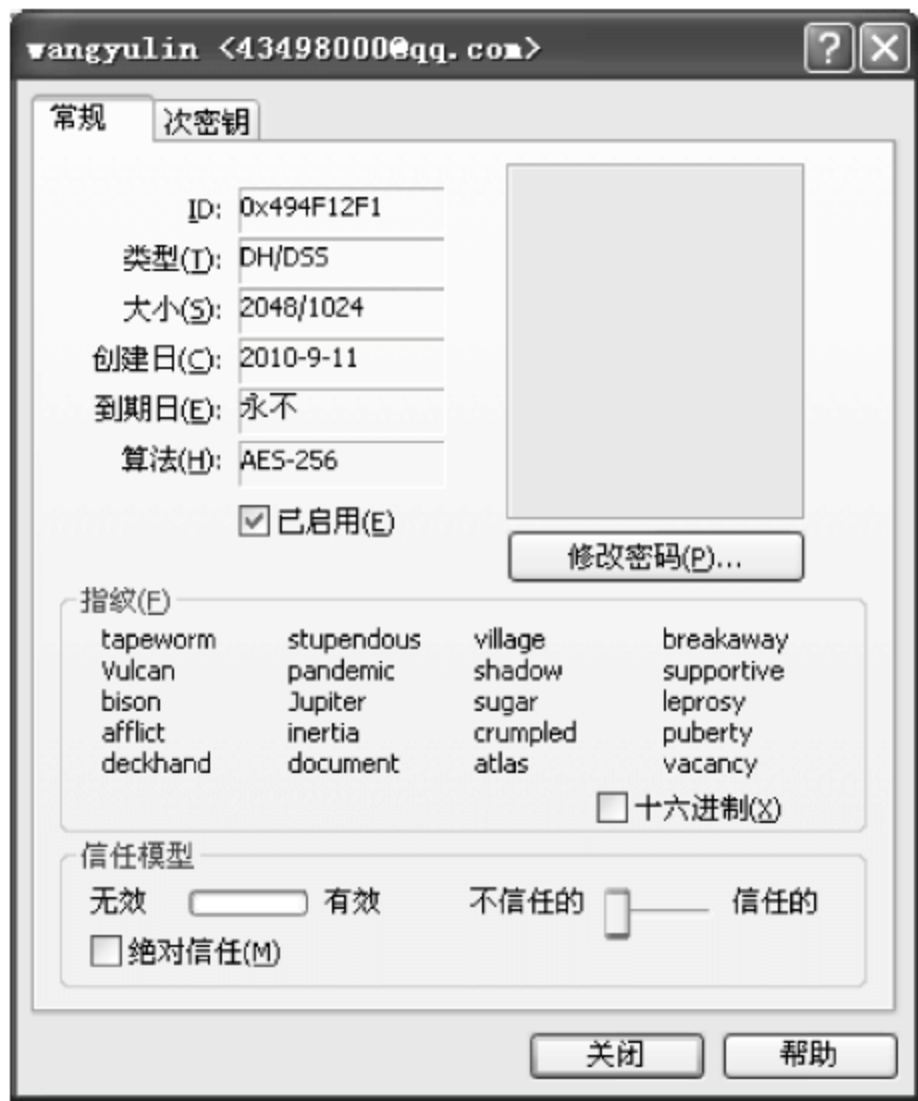 wangyulin <43498000@qq.com>
常规 次密钥
ID: 0x494F12F1
类型(T): DH/DSS
大小(S): 2048/1024
创建日(C): 2010-9-11
到期日(E): 永不
算法(H): AES-256
已启用(E)
修改密码(P)...
指纹(F)
tapeworm stupendous village breakaway
Vulcan pandemic shadow supportive
bison Jupiter sugar leprosy
afflict inertia crumpled puberty
deckhand document atlas vacancy
十六进制(X)
信任模型
无效 有效 不信任的 信任的
绝对信任(M)
关闭 帮助